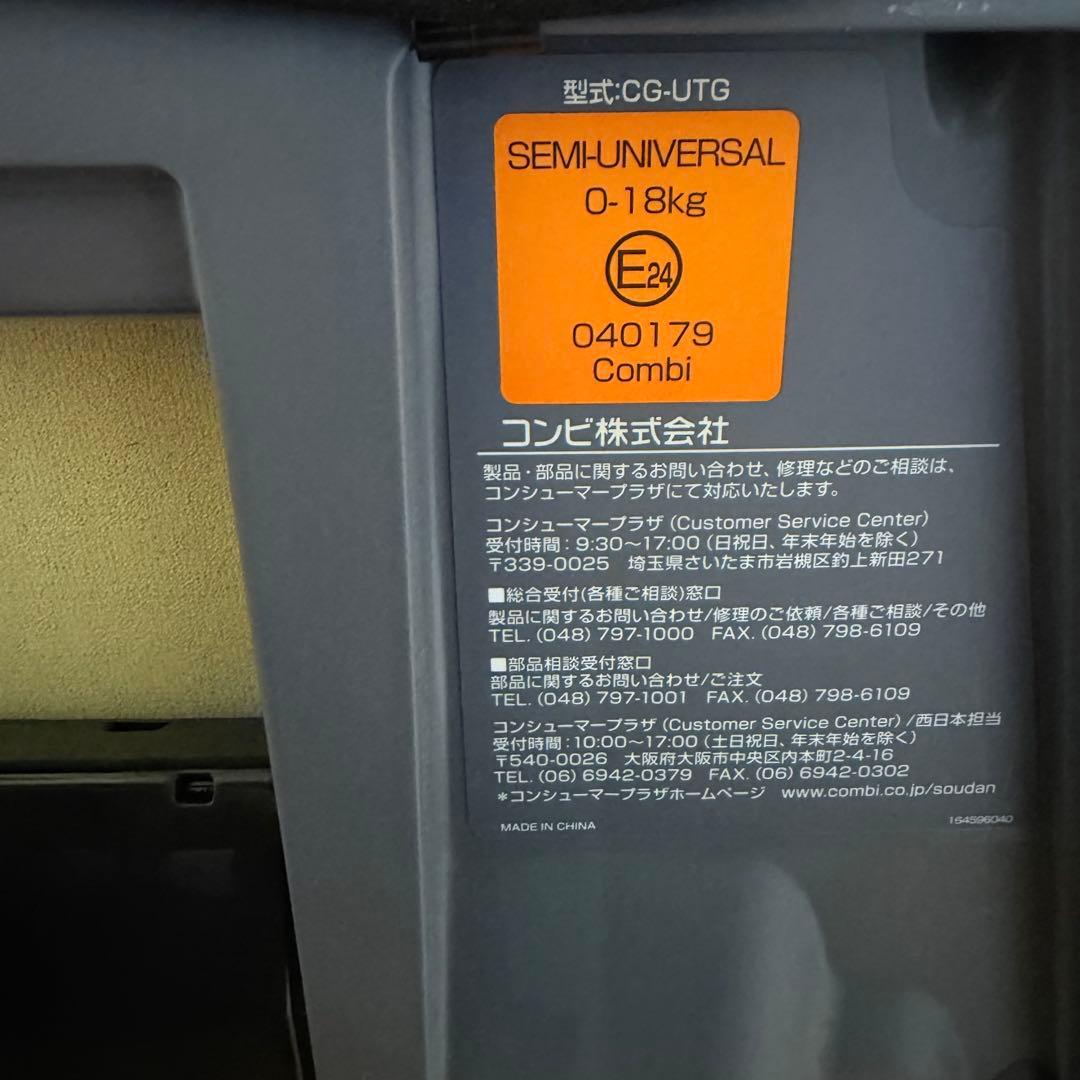 型式:CG-UTG
SEMI-UNIVERSAL
0-18kg
E24
040179
Combi
コンビ株式会社
製品・部品に関するお問い合わせ、修理などのご相談は、
コンシューマープラザにて対応いたします。
コンシューマープラザ(Customer Service Center)
受付時間:9:30〜17:00(日祝日、年末年始を除く)
〒339-0025 埼玉県さいたま市岩槻区釣上新田271
■総合受付(各種ご相談)窓口
製品に関するお問い合わせ/修理のご依頼/各種ご相談/その他
TEL.(048)797-1000 FAX.(048)798-6109
■部品相談受付窓口
部品に関するお問い合わせ/ご注文
TEL.(048)797-1001 FAX.(048)798-6109
コンシューマープラザ(Customer Service Center)/西日本担当
受付時間:10:00〜17:00(土日祝日、年末年始を除く)
〒540-0026 大阪府大阪市中央区内本町2-4-16
TEL.(06)6942-0379 FAX.(06)6942-0302
*コンシューマープラザホームページ www.combi.co.jp/soudan
MADE IN CHINA 164596040